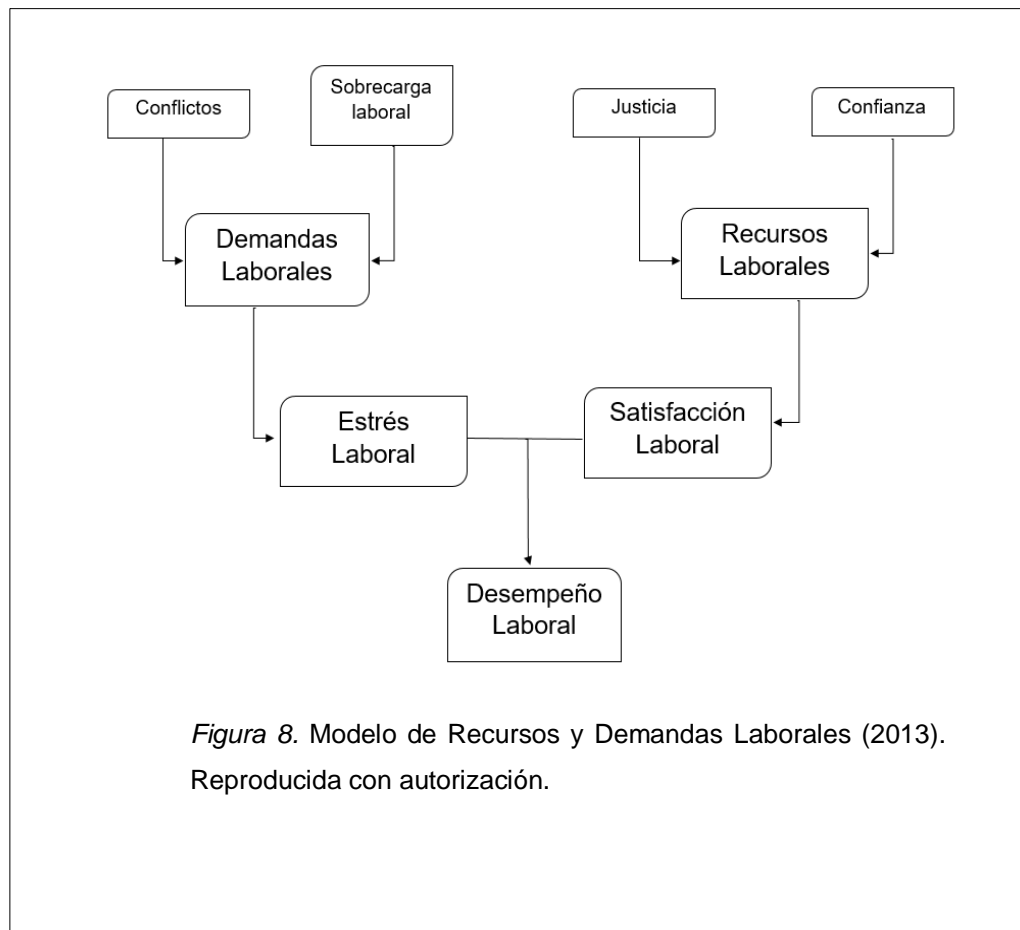 Conflictos
Sobrecarga
laboral
Justicia
Confianza
Demandas
Laborales
Recursos
Laborales
Estrés
Laboral
Satisfacción
Laboral
Desempeño
Laboral
Figura 8. Modelo de Recursos y Demandas Laborales (2013).
Reproducida con autorización.